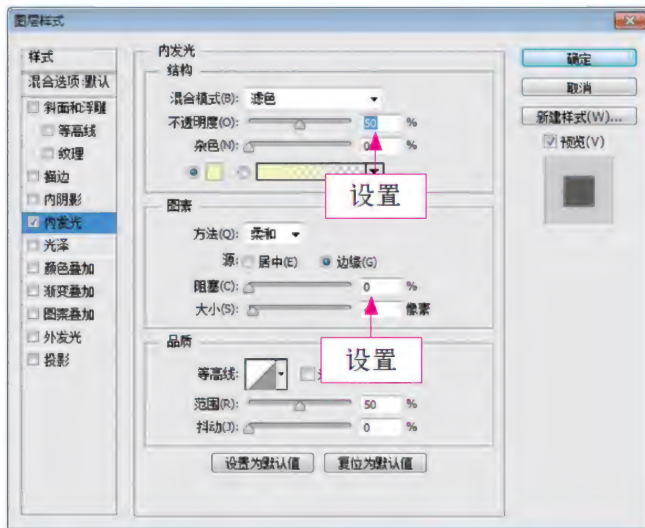 图层样式
样式
混合选项:默认
斜面和浮雕
等高线
纹理
描边
内阴影
内发光
光泽
颜色叠加
渐变叠加
图案叠加
外发光
投影
内发光
结构
混合模式(B): 滤色
不透明度(O): 50 %
杂色(N): 0 %
设置
图素
方法(Q): 柔和
源: 居中(E) 边缘(G)
阻塞(C): 0 %
大小(S): 像素
设置
品质
等高线:
范围(R): 50 %
抖动(J): 0 %
设置为默认值 复位为默认值
确定
取消
新建样式(W)...
预览(V)